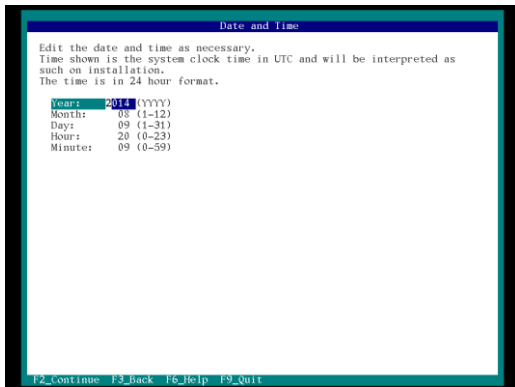 Date and Time
Edit the date and time as necessary.
Time shown is the system clock time in UTC and will be interpreted as
such on installation.
The time is in 24 hour format.
Year: 2014 (YYYY)
Month: 08 (1-12)
Day: 09 (1-31)
Hour: 20 (0-23)
Minute: 09 (0-59)
F2_Continue F3_Back F6_Help F9_Quit